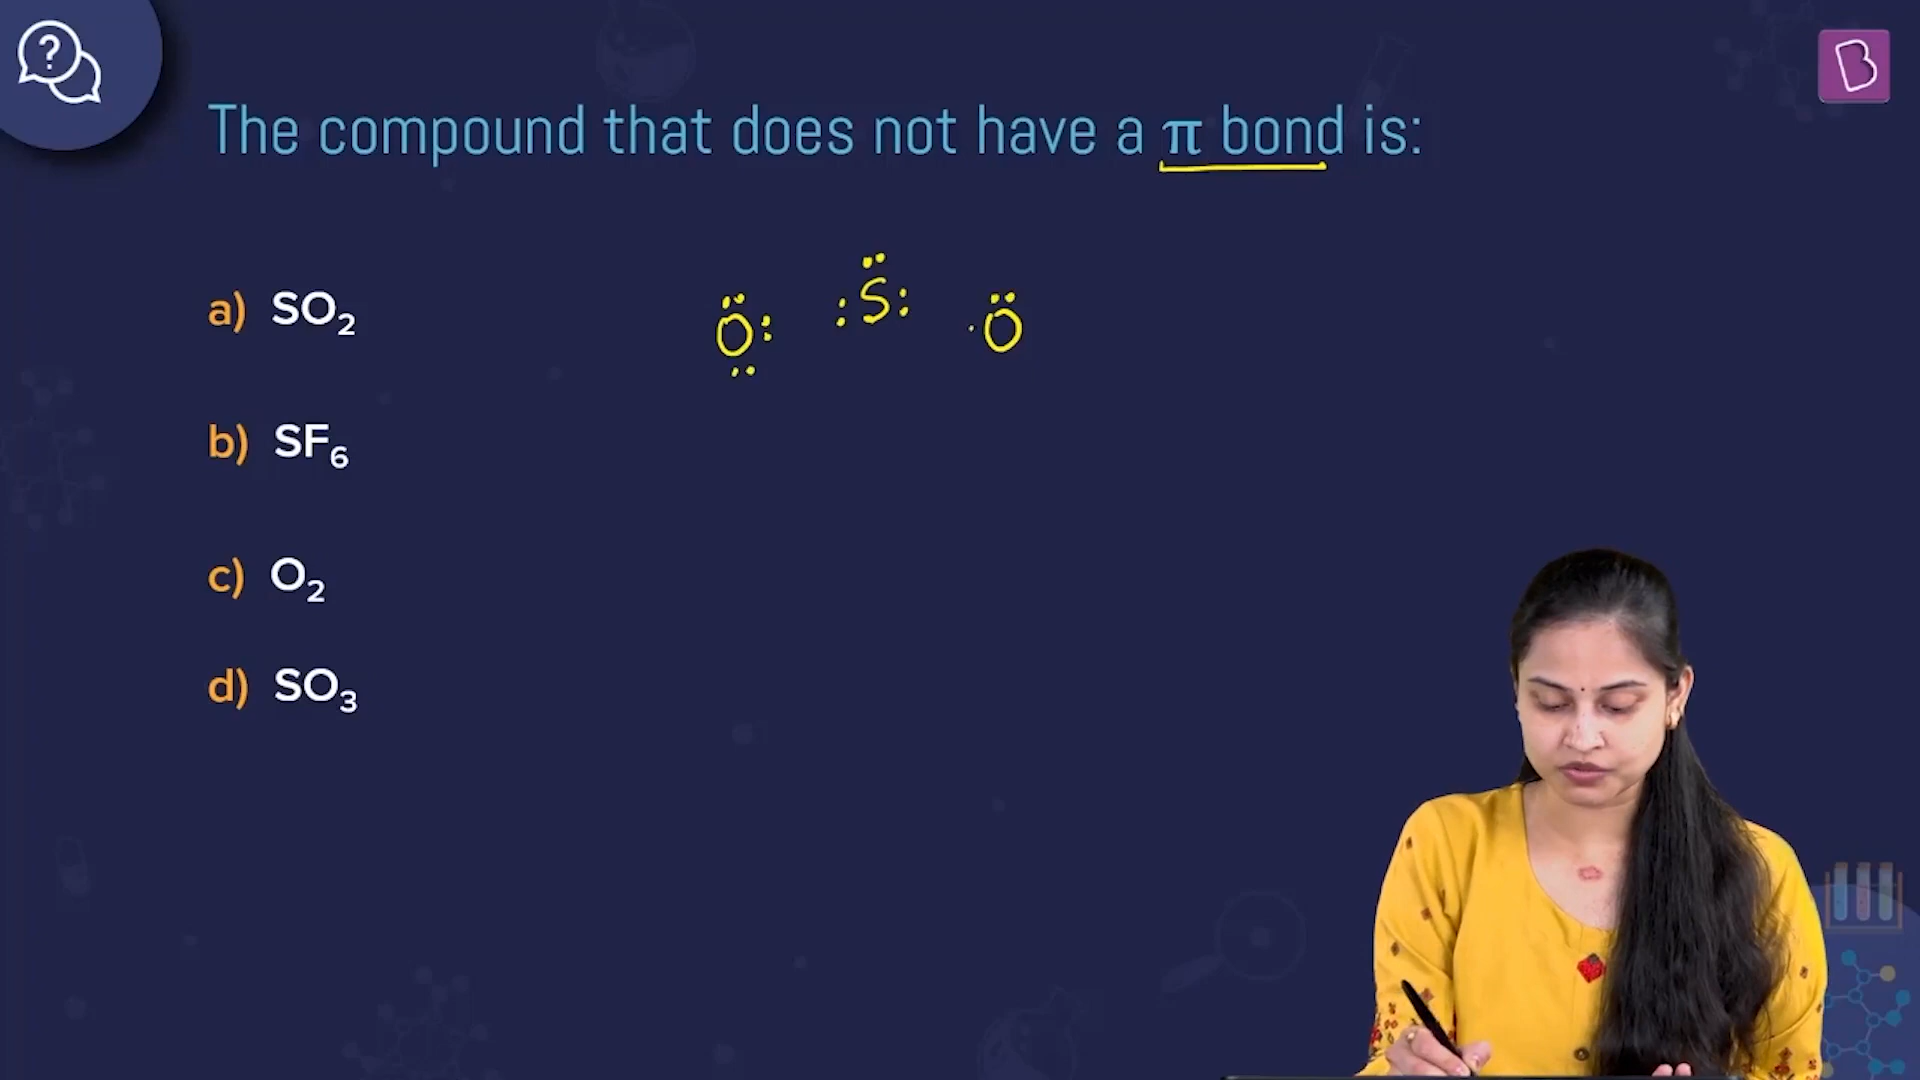 ?
B
The compound that does not have a π bond is:
a) SO₂
O S O
b) SF₆
c) O₂
d) SO₃